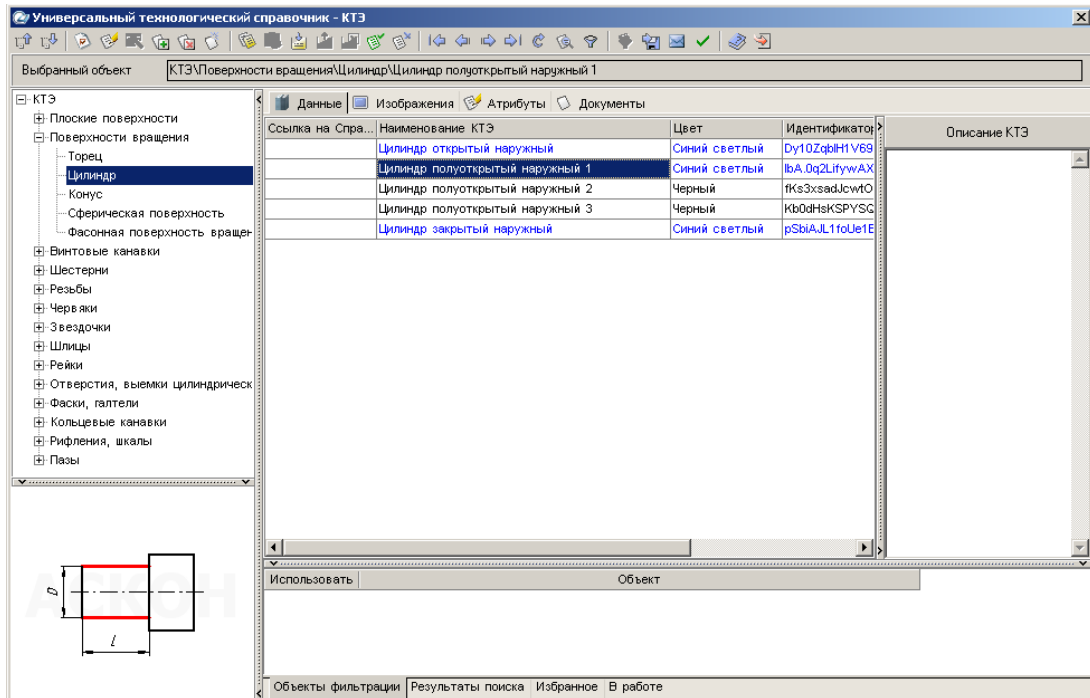 Универсальный технологический справочник - КТЭ
Выбранный объект КТЭ\Поверхности вращения\Цилиндр\Цилиндр полуоткрытый наружный 1
КТЭ
Плоские поверхности
Поверхности вращения
Торец
Цилиндр
Конус
Сферическая поверхность
Фасонная поверхность вращен
Винтовые канавки
Шестерни
Резьбы
Червяки
Звездочки
Шлицы
Рейки
Отверстия, выемки цилиндрическ
Фаски, галтели
Кольцевые канавки
Рифления, шкалы
Пазы
АСКОН
D
l
Данные Изображения Атрибуты Документы
Ссылка на Спра... Наименование КТЭ Цвет Идентификатор
Цилиндр открытый наружный Синий светлый Dy10ZqblH1V69
Цилиндр полуоткрытый наружный 1 Синий светлый lbA.0q2LifywAX
Цилиндр полуоткрытый наружный 2 Черный fKs3xsadJcwtO
Цилиндр полуоткрытый наружный 3 Черный Kb0dHsKSPYSQ
Цилиндр закрытый наружный Синий светлый pSbiAJL1foUe1E
Описание КТЭ
Использовать Объект
Объекты фильтрации Результаты поиска Избранное В работе